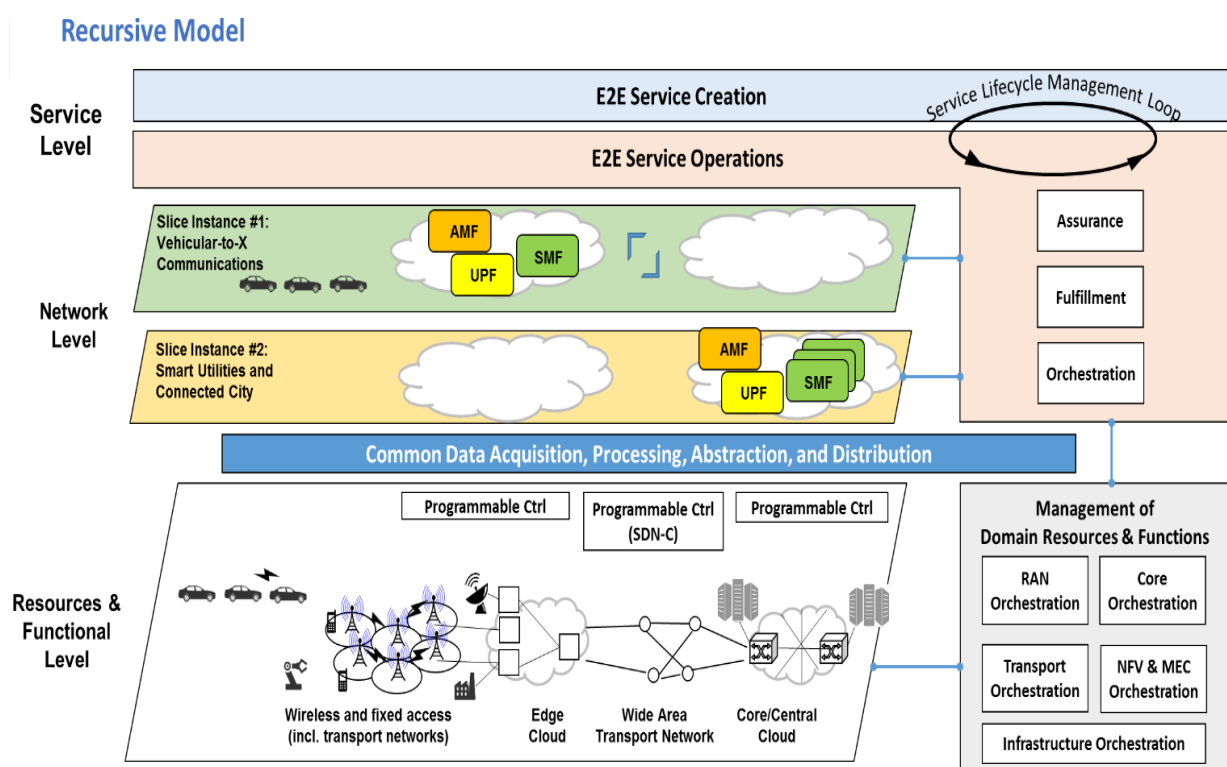 Recursive Model
Service
Level
E2E Service Creation
Service Lifecycle Management Loop
E2E Service Operations
Network
Level
Slice Instance #1:
Vehicular-to-X
Communications
AMF
SMF
UPF
Slice Instance #2:
Smart Utilities and
Connected City
AMF
SMF
UPF
Assurance
Fulfillment
Orchestration
Common Data Acquisition, Processing, Abstraction, and Distribution
Resources &
Functional
Level
Programmable Ctrl
Programmable Ctrl
(SDN-C)
Programmable Ctrl
Wireless and fixed access
(incl. transport networks)
Edge
Cloud
Wide Area
Transport Network
Core/Central
Cloud
Management of
Domain Resources & Functions
RAN
Orchestration
Core
Orchestration
Transport
Orchestration
NFV & MEC
Orchestration
Infrastructure Orchestration